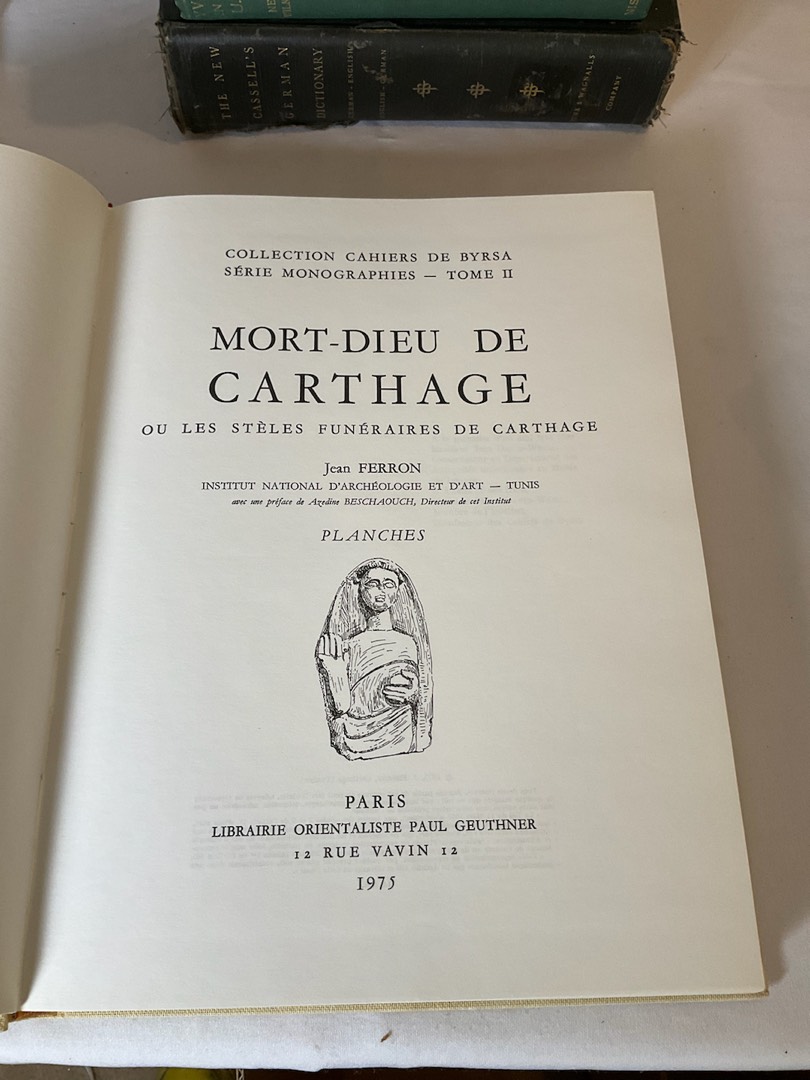 THE NEW
CASSELL'S
GERMAN
DICTIONARY
COMPANY
COLLECTION CAHIERS DE BYRSA
SÉRIE MONOGRAPHIES — TOME II
MORT-DIEU DE
CARTHAGE
OU LES STÈLES FUNÉRAIRES DE CARTHAGE
Jean FERRON
INSTITUT NATIONAL D'ARCHÉOLOGIE ET D'ART — TUNIS
avec une préface de Azedine BESCHAOUCH, Directeur de cet Institut
PLANCHES
PARIS
LIBRAIRIE ORIENTALISTE PAUL GEUTHNER
12 RUE VAVIN 12
1975